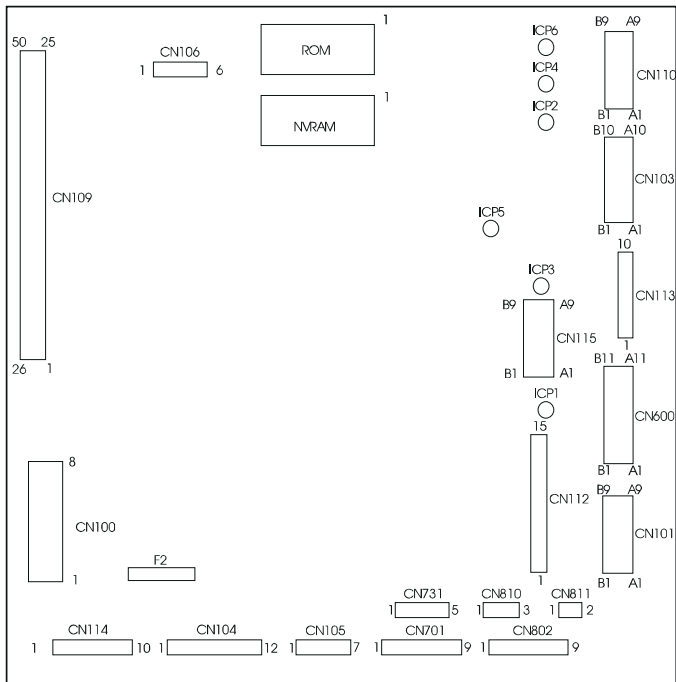 50 25
CN106
1 6
ROM
1
NVRAM
1
ICP6
ICP4
ICP2
B9 A9
CN110
B1 A1
B10 A10
CN103
B1 A1
CN109
ICP5
ICP3
10
CN113
1
B9 A9
CN115
B1 A1
26 1
B11 A11
CN600
B1 A1
ICP1
15
CN112
1
8
CN100
1
F2
B9 A9
CN101
B1 A1
CN731
1 5
CN810
1 3
CN811
1 2
CN114
1 10
CN104
1 12
CN105
1 7
CN701
1 9
CN802
1 9